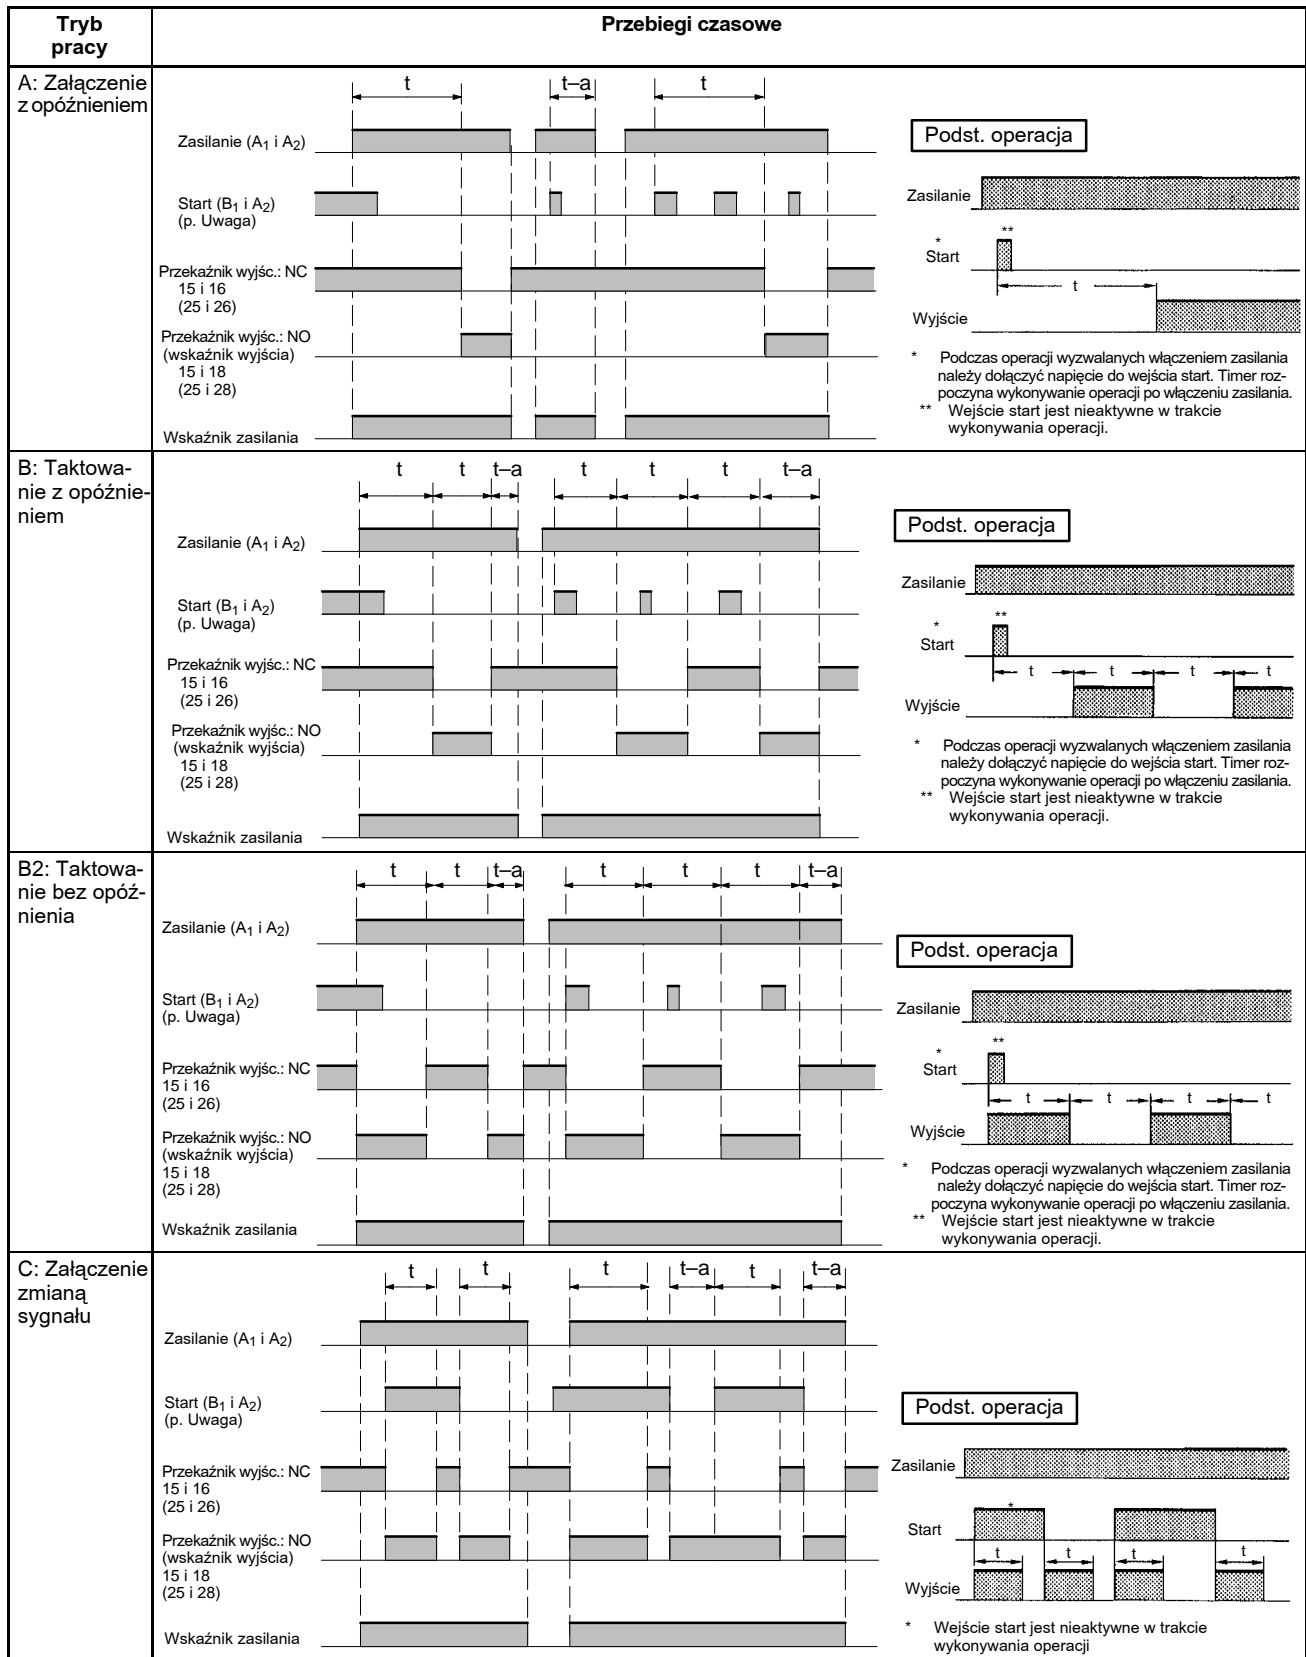 Tryb
pracy
Przebiegi czasowe
A: Załączenie
z opóźnieniem
t
t–a
t
Zasilanie (A1 i A2)
Start (B1 i A2)
(p. Uwaga)
Przekaźnik wyjśc.: NC
15 i 16
(25 i 26)
Przekaźnik wyjśc.: NO
(wskaźnik wyjścia)
15 i 18
(25 i 28)
Wskaźnik zasilania
Podst. operacja
Zasilanie
*
**
Start
t
Wyjście
* Podczas operacji wyzwalanych włączeniem zasilania
należy dołączyć napięcie do wejścia start. Timer roz-
poczyna wykonywanie operacji po włączeniu zasilania.
** Wejście start jest nieaktywne w trakcie
wykonywania operacji.
B: Taktowa-
nie z opóźnie-
niem
t t t–a t t t t–a
Zasilanie (A1 i A2)
Start (B1 i A2)
(p. Uwaga)
Przekaźnik wyjśc.: NC
15 i 16
(25 i 26)
Przekaźnik wyjśc.: NO
(wskaźnik wyjścia)
15 i 18
(25 i 28)
Wskaźnik zasilania
Podst. operacja
Zasilanie
*
**
Start
t t t t
Wyjście
* Podczas operacji wyzwalanych włączeniem zasilania
należy dołączyć napięcie do wejścia start. Timer roz-
poczyna wykonywanie operacji po włączeniu zasilania.
** Wejście start jest nieaktywne w trakcie
wykonywania operacji.
B2: Taktowa-
nie bez opóź-
nienia
t t t–a t t t t–a
Zasilanie (A1 i A2)
Start (B1 i A2)
(p. Uwaga)
Przekaźnik wyjśc.: NC
15 i 16
(25 i 26)
Przekaźnik wyjśc.: NO
(wskaźnik wyjścia)
15 i 18
(25 i 28)
Wskaźnik zasilania
Podst. operacja
Zasilanie
*
**
Start
t t t t
Wyjście
* Podczas operacji wyzwalanych włączeniem zasilania
należy dołączyć napięcie do wejścia start. Timer roz-
poczyna wykonywanie operacji po włączeniu zasilania.
** Wejście start jest nieaktywne w trakcie
wykonywania operacji.
C: Załączenie
zmianą
sygnału
t t t t–a t t–a
Zasilanie (A1 i A2)
Start (B1 i A2)
(p. Uwaga)
Przekaźnik wyjśc.: NC
15 i 16
(25 i 26)
Przekaźnik wyjśc.: NO
(wskaźnik wyjścia)
15 i 18
(25 i 28)
Wskaźnik zasilania
Podst. operacja
Zasilanie
*
Start
t t t t
Wyjście
* Wejście start jest nieaktywne w trakcie
wykonywania operacji